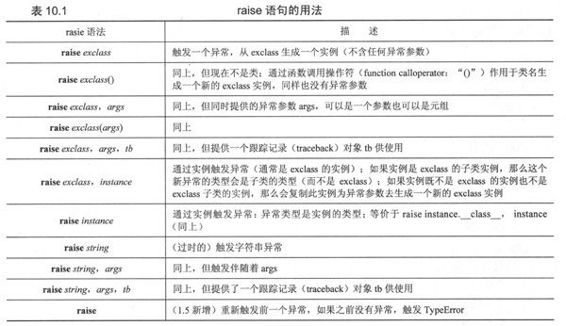 表 10.1 raise 语句的用法
rasie 语法 描 述
raise exclass 触发一个异常，从 exclass 生成一个实例（不含任何异常参数）
raise exclass() 同上，但现在不是类；通过函数调用操作符（function calloperator：“()”）作用于类名生
成一个新的 exclass 实例，同样也没有异常参数
raise exclass，args 同上，但同时提供的异常参数 args，可以是一个参数也可以是元组
raise exclass(args) 同上
raise exclass，args，tb 同上，但提供一个跟踪记录（traceback）对象 tb 供使用
raise exclass，instance 通过实例触发异常（通常是 exclass 的实例）；如果实例是 exclass 的子类实例，那么这个
新异常的类型会是子类的类型（而不是 exclass）；如果实例既不是 exclass 的实例也不是
exclass 子类的实例，那么会复制此实例为异常参数去生成一个新的 exclass 实例
raise instance 通过实例触发异常：异常类型是实例的类型；等价于 raise instance.__class__， instance
（同上）
raise string （过时的）触发字符串异常
raise string，args 同上，但触发伴随着 args
raise string，args，tb 同上，但提供了一个跟踪记录（traceback）对象 tb 供使用
raise （1.5 新增）重新触发前一个异常，如果之前没有异常，触发 TypeError